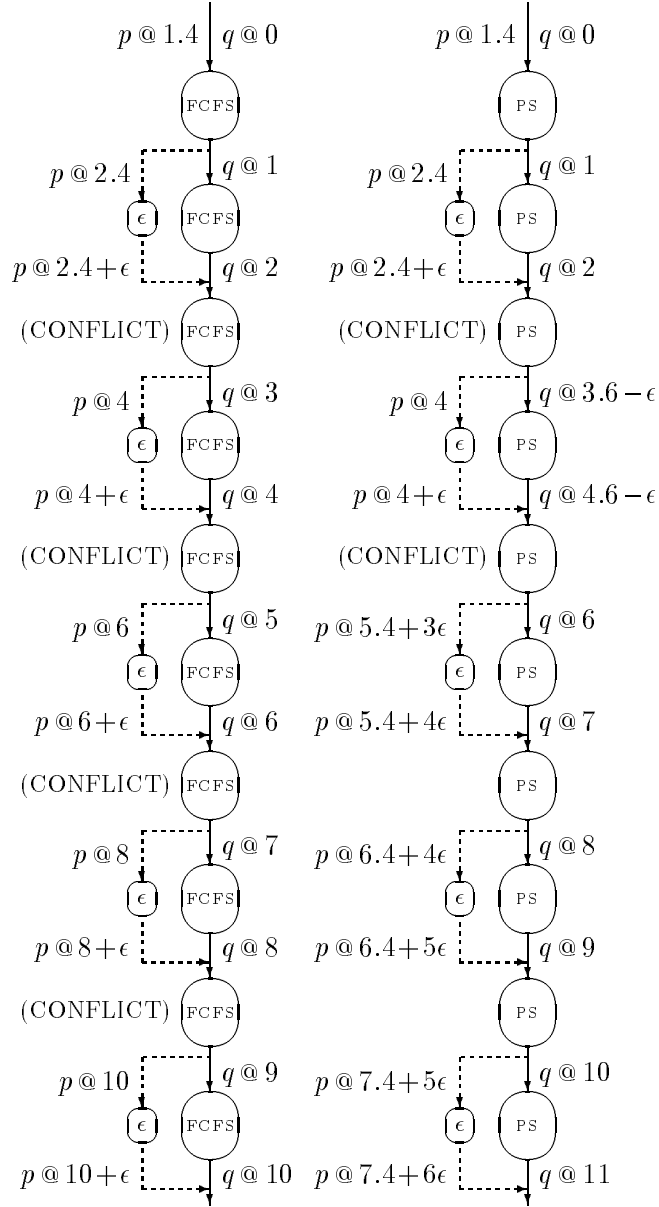 p @ 1.4 q @ 0 p @ 1.4 q @ 0
FCFS PS
p @ 2.4 q @ 1 p @ 2.4 q @ 1
ϵ FCFS ϵ PS
p @ 2.4+ϵ q @ 2 p @ 2.4+ϵ q @ 2
(CONFLICT) FCFS (CONFLICT) PS
p @ 4 q @ 3 p @ 4 q @ 3.6−ϵ
ϵ FCFS ϵ PS
p @ 4+ϵ q @ 4 p @ 4+ϵ q @ 4.6−ϵ
(CONFLICT) FCFS (CONFLICT) PS
p @ 6 q @ 5 p @ 5.4+3ϵ q @ 6
ϵ FCFS ϵ PS
p @ 6+ϵ q @ 6 p @ 5.4+4ϵ q @ 7
(CONFLICT) FCFS PS
p @ 8 q @ 7 p @ 6.4+4ϵ q @ 8
ϵ FCFS ϵ PS
p @ 8+ϵ q @ 8 p @ 6.4+5ϵ q @ 9
(CONFLICT) FCFS PS
p @ 10 q @ 9 p @ 7.4+5ϵ q @ 10
ϵ FCFS ϵ PS
p @ 10+ϵ q @ 10 p @ 7.4+6ϵ q @ 11